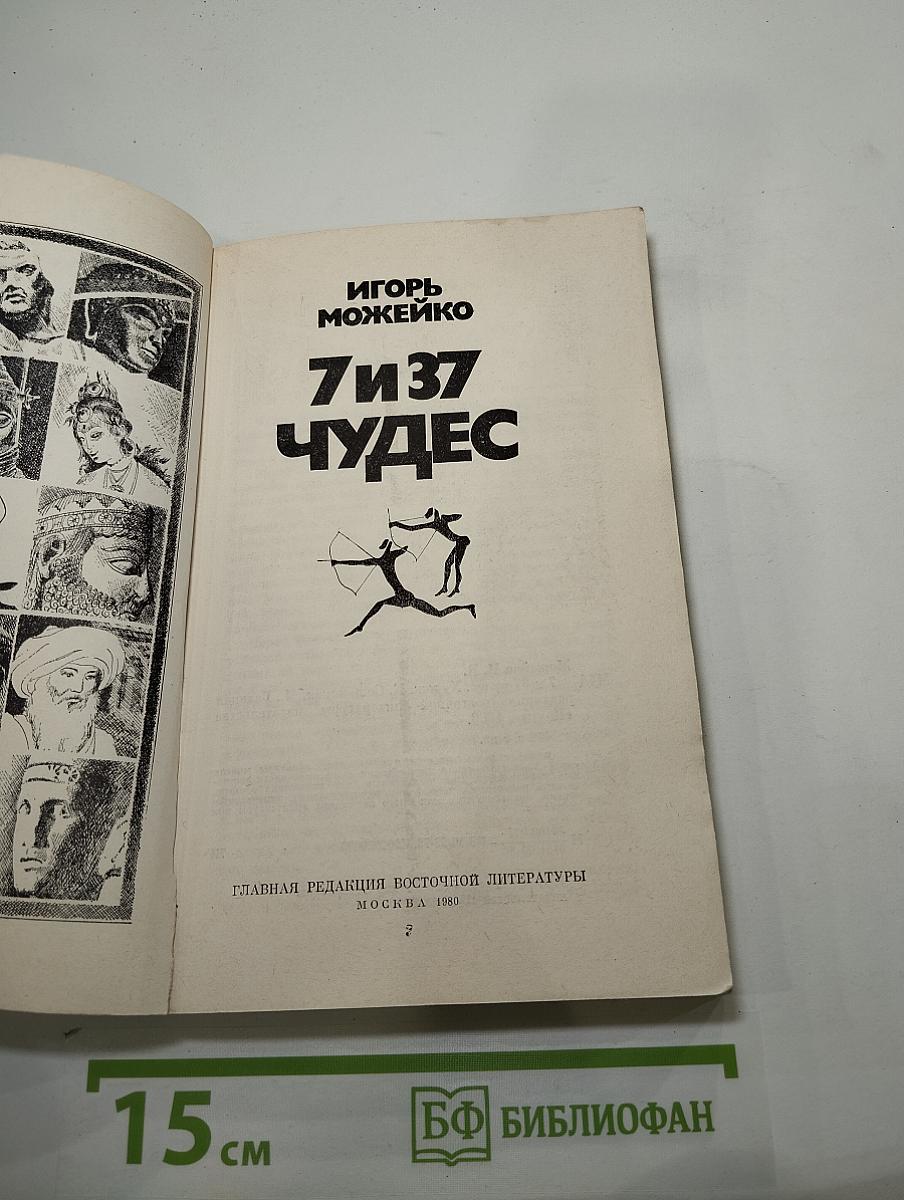 ИГОРЬ
МОЖЕЙКО
7 и 37
ЧУДЕС
ГЛАВНАЯ РЕДАКЦИЯ ВОСТОЧНОЙ ЛИТЕРАТУРЫ
МОСКВА 1980
15 см
БФ БИБЛИОФАН